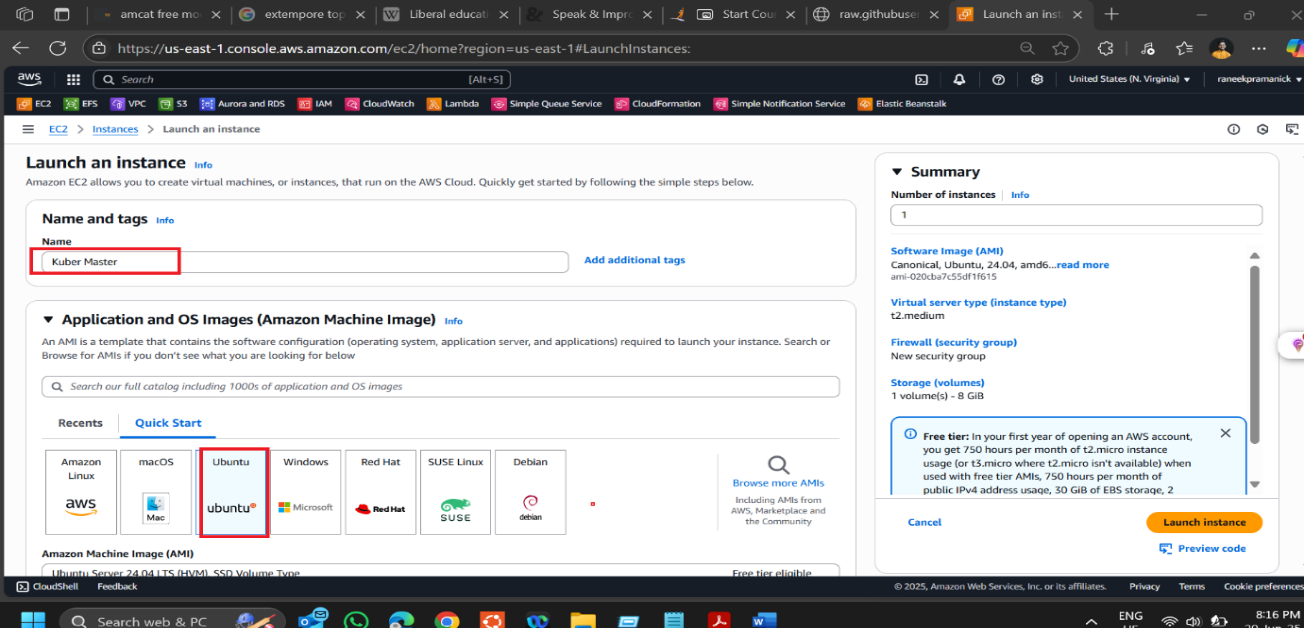 amcat free mo
extempore top
Liberal educati
Speak & Impro
Start Cou
raw.githubuse
Launch an inst
https://us-east-1.console.aws.amazon.com/ec2/home?region=us-east-1#LaunchInstances:
aws
Search
[Alt+S]
United States (N. Virginia)
raneekpramanick
EC2 EFS VPC S3 Aurora and RDS IAM CloudWatch Lambda Simple Queue Service CloudFormation Simple Notification Service Elastic Beanstalk
EC2 > Instances > Launch an instance
Launch an instance Info
Amazon EC2 allows you to create virtual machines, or instances, that run on the AWS Cloud. Quickly get started by following the simple steps below.
Name and tags Info
Name
Kuber Master
Add additional tags
Application and OS Images (Amazon Machine Image) Info
An AMI is a template that contains the software configuration (operating system, application server, and applications) required to launch your instance. Search or
Browse for AMIs if you don't see what you are looking for below
Search our full catalog including 1000s of application and OS images
Recents
Quick Start
Amazon
Linux
aws
macOS
Mac
Ubuntu
ubuntu
Windows
Microsoft
Red Hat
Red Hat
SUSE Linux
SUSE
Debian
debian
Browse more AMIs
Including AMIs from
AWS, Marketplace and
the Community
Amazon Machine Image (AMI)
Ubuntu Server 24.04 LTS (HVM), SSD Volume Type
Free tier eligible
Summary
Number of instances Info
1
Software Image (AMI)
Canonical, Ubuntu, 24.04, amd6...read more
ami-020cba7c55df1f615
Virtual server type (instance type)
t2.medium
Firewall (security group)
New security group
Storage (volumes)
1 volume(s) - 8 GiB
Free tier: In your first year of opening an AWS account,
you get 750 hours per month of t2.micro instance
usage (or t3.micro where t2.micro isn't available) when
used with free tier AMIs, 750 hours per month of
public IPv4 address usage, 30 GiB of EBS storage, 2
Cancel
Launch instance
Preview code
CloudShell
Feedback
© 2025, Amazon Web Services, Inc. or its affiliates.
Privacy
Terms
Cookie preferences
Search web & PC
ENG
8:16 PM